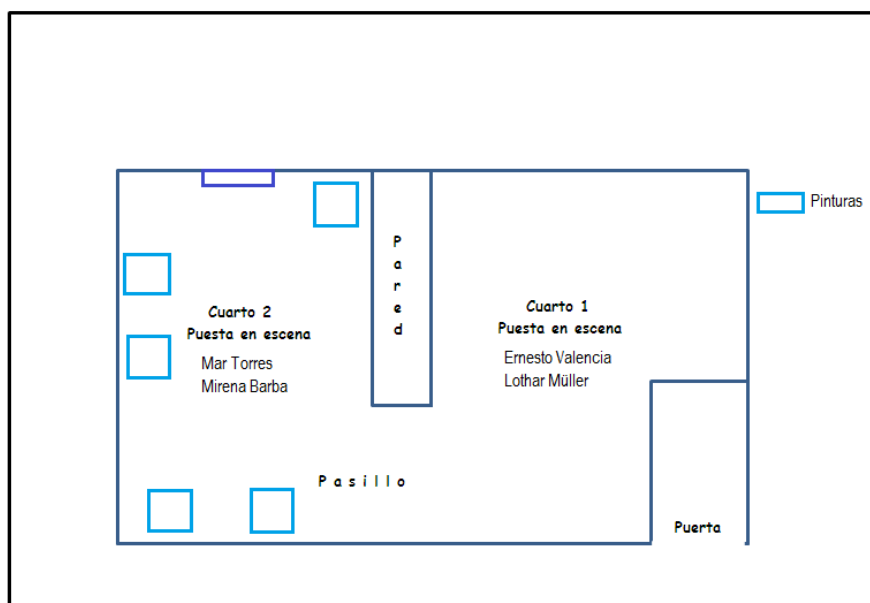 Pinturas
Pared
Cuarto 2
Puesta en escena
Mar Torres
Mirena Barba
Cuarto 1
Puesta en escena
Ernesto Valencia
Lothar Müller
Pasillo
Puerta